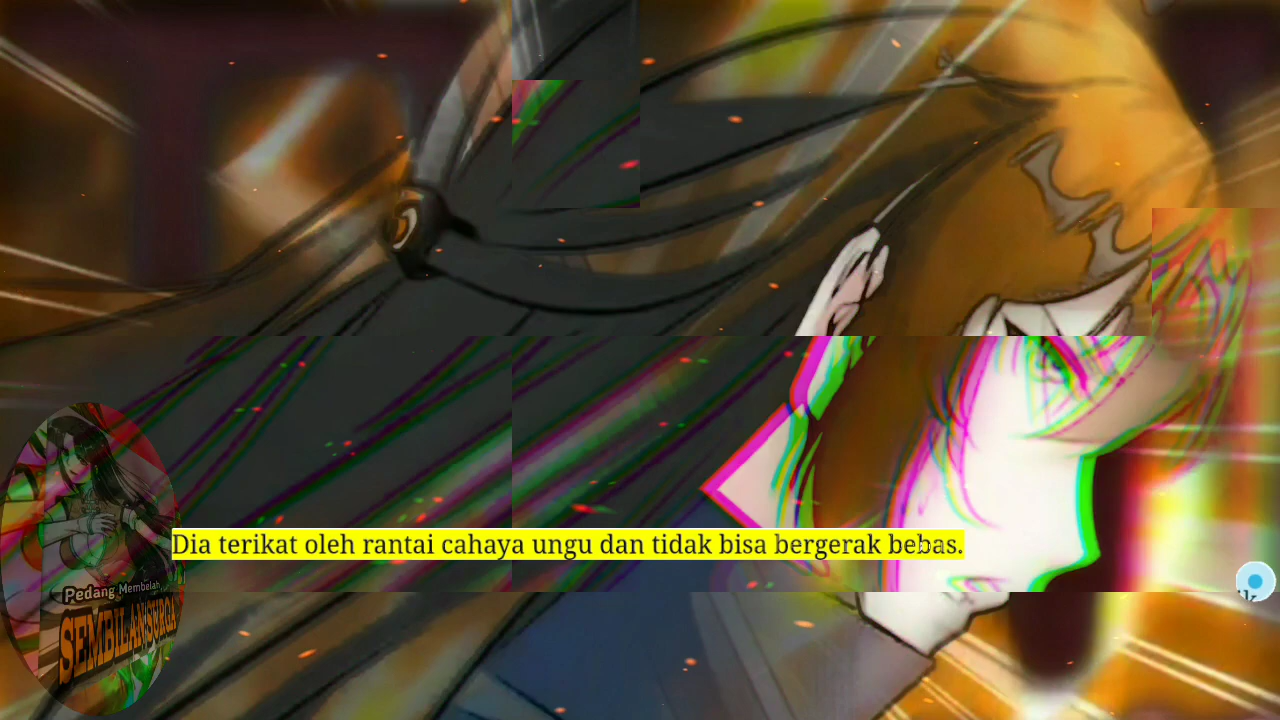 Dia terikat oleh rantai cahaya ungu dan tidak bisa bergerak bebas.
Pedang Membelah
SEMBILAN SURGA